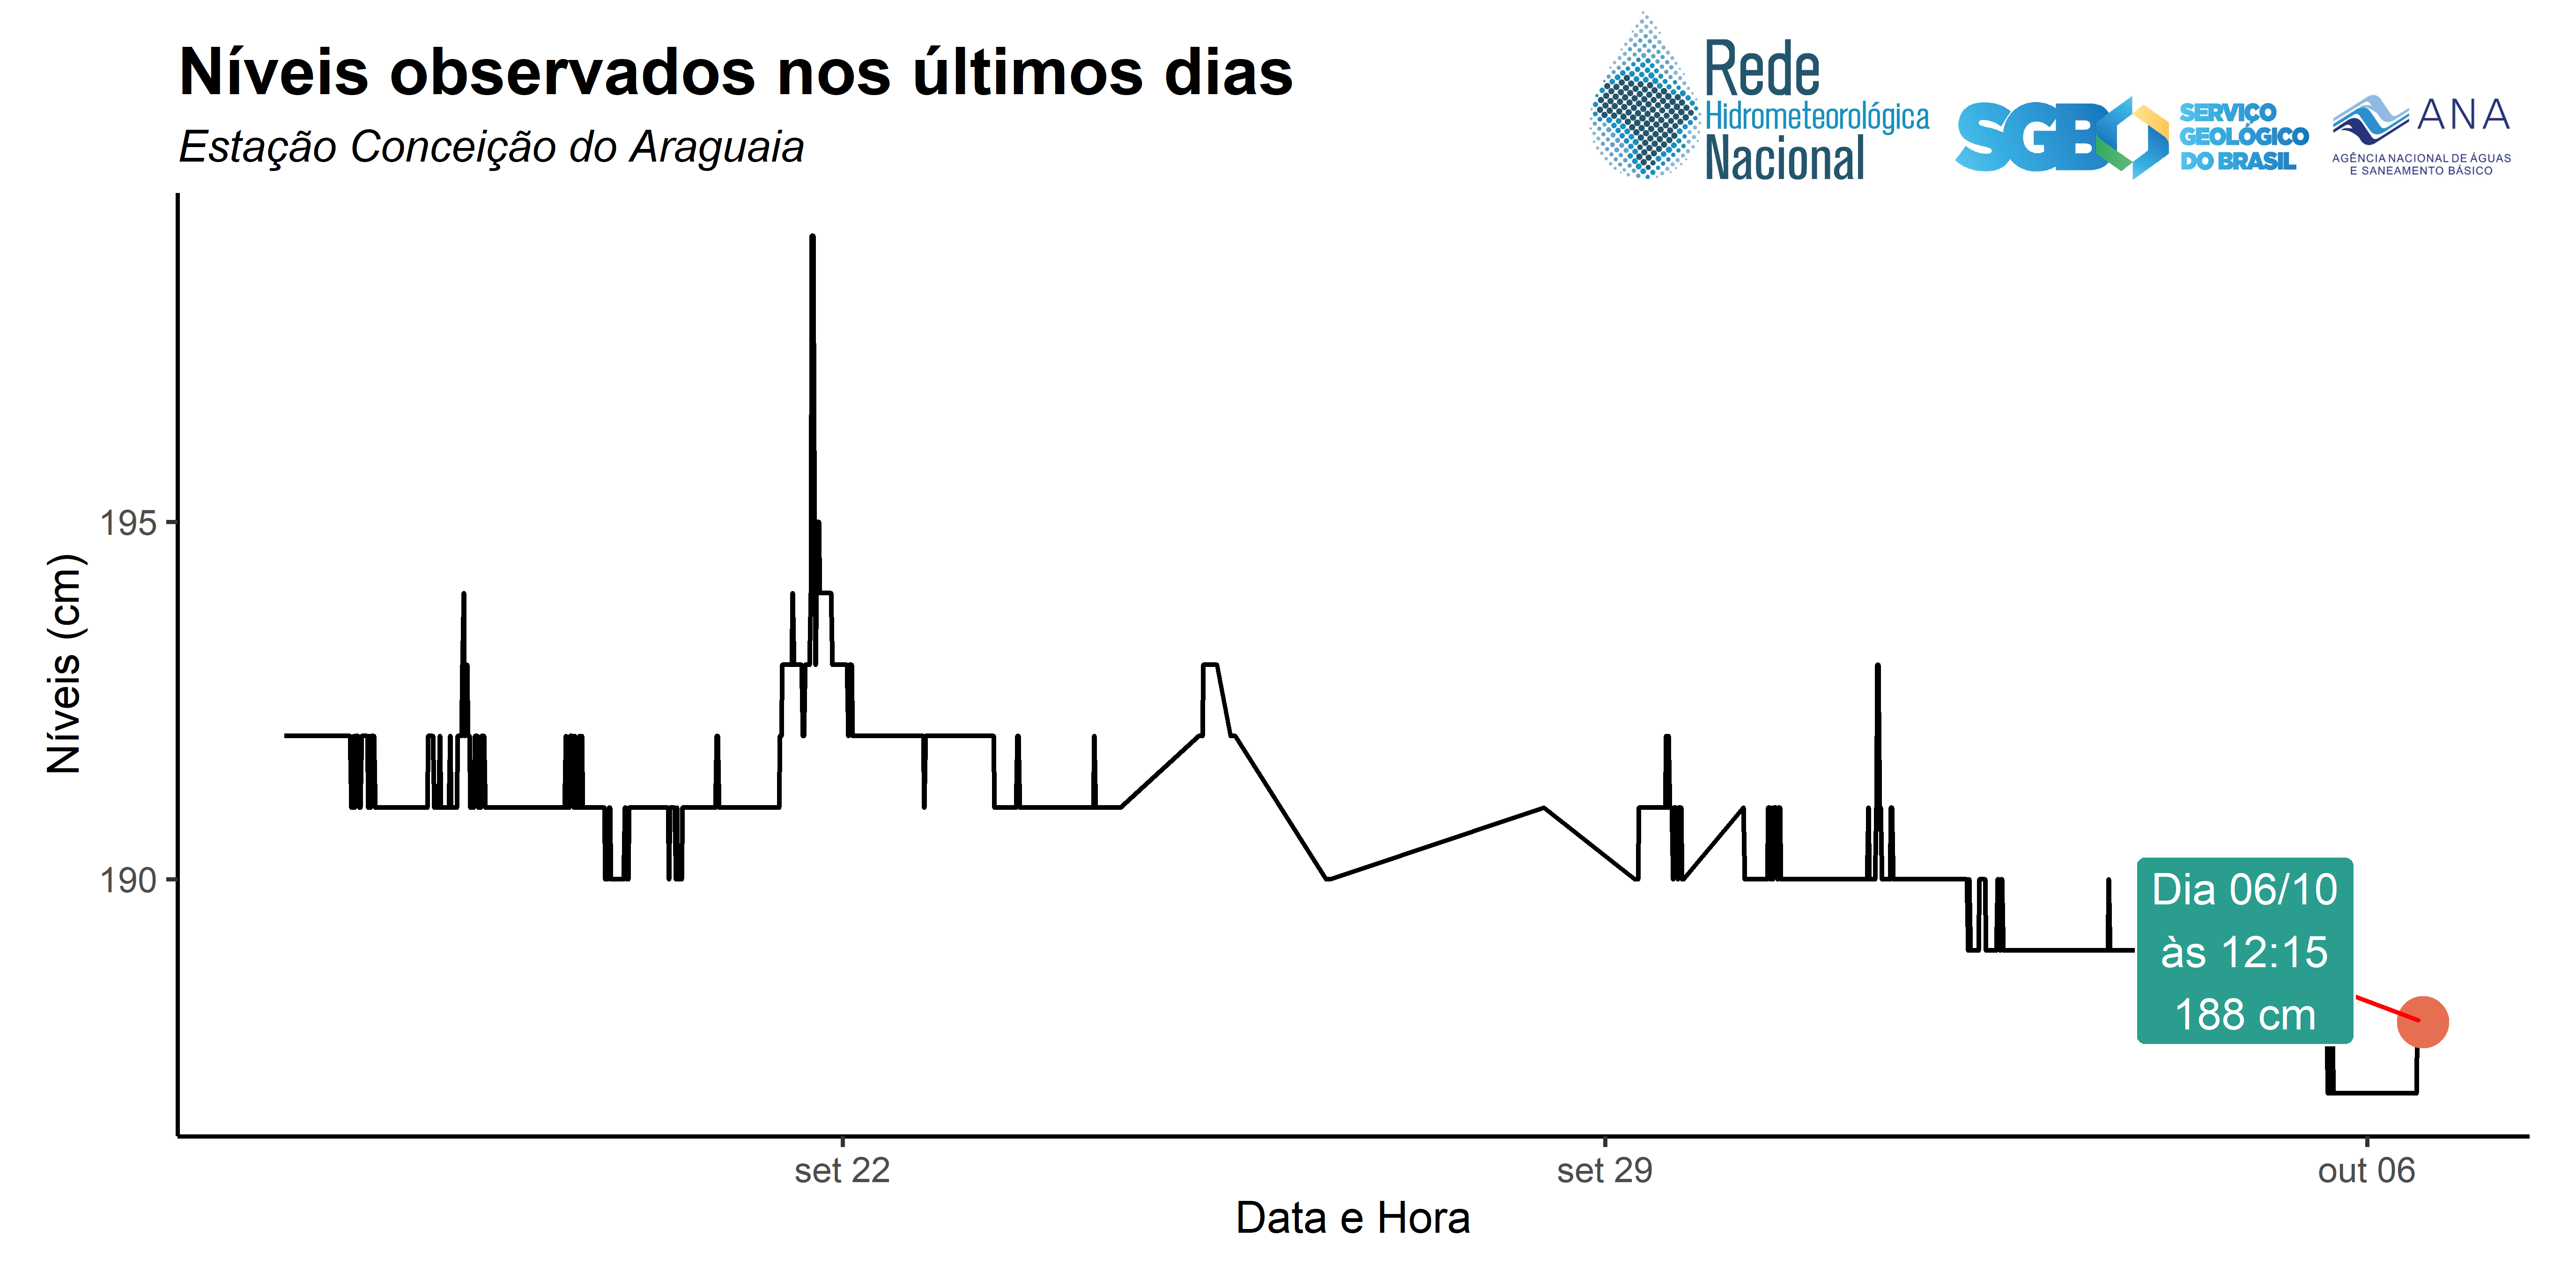 Níveis observados nos últimos dias
Estação Conceição do Araguaia
Rede
Hidrometeorológica
Nacional
SGB
SERVIÇO
GEOLÓGICO
DO BRASIL
ANA
AGÊNCIA NACIONAL DE ÁGUAS
E SANEAMENTO BÁSICO
Níveis (cm)
195
190
Dia 06/10
às 12:15
188 cm
set 22
set 29
out 06
Data e Hora